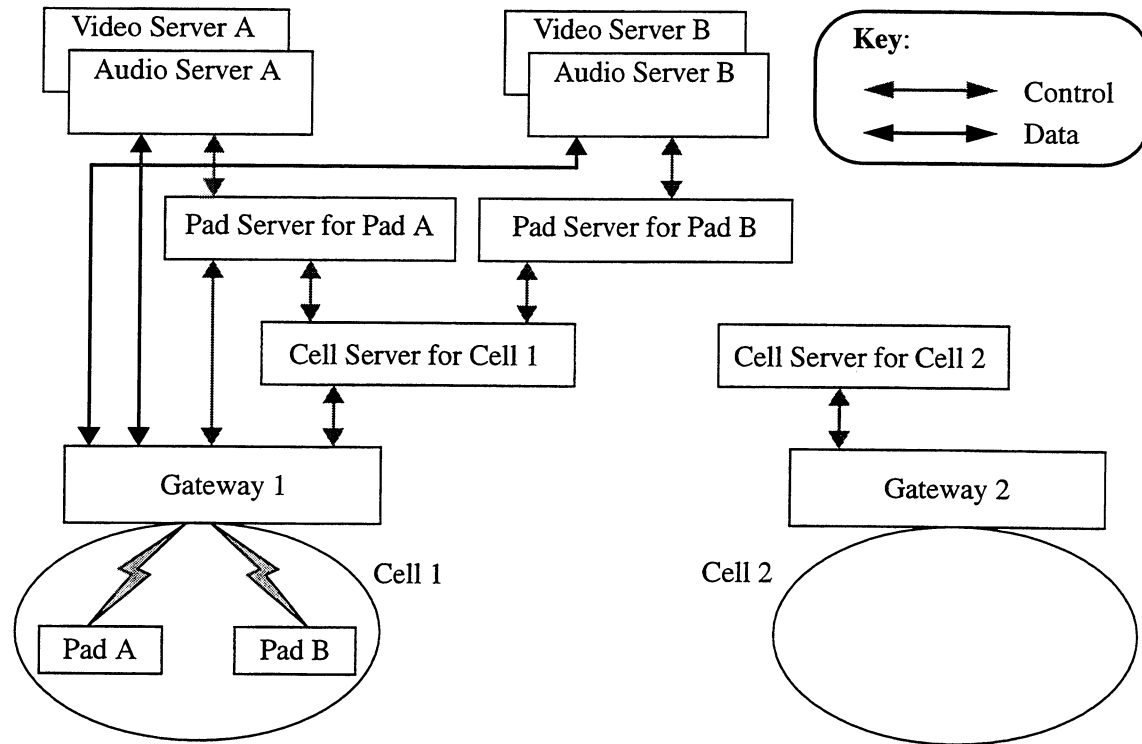 Video Server A
Audio Server A
Video Server B
Audio Server B
Key:
Control
Data
Pad Server for Pad A
Pad Server for Pad B
Cell Server for Cell 1
Cell Server for Cell 2
Gateway 1
Gateway 2
Cell 1
Cell 2
Pad A
Pad B